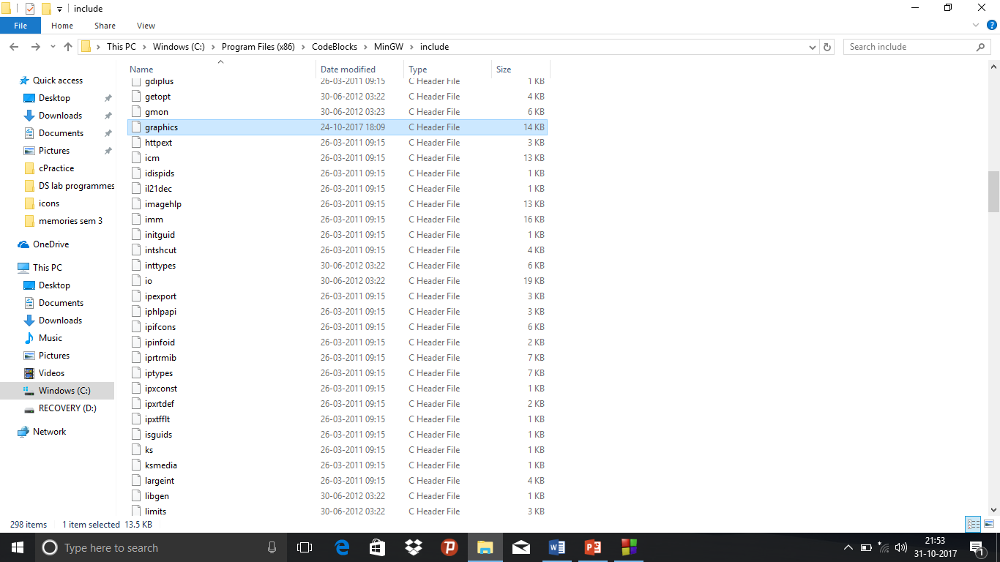 include
File Home Share View
This PC Windows (C:) Program Files (x86) CodeBlocks MinGW include Search include
Quick access
Desktop
Downloads
Documents
Pictures
cPractice
DS lab programmes
icons
memories sem 3
OneDrive
This PC
Desktop
Documents
Downloads
Music
Pictures
Videos
Windows (C:)
RECOVERY (D:)
Network
Name Date modified Type Size
gdiplus 26-03-2011 09:15 C Header File 1 KB
getopt 30-06-2012 03:22 C Header File 4 KB
gmon 30-06-2012 03:23 C Header File 6 KB
graphics 24-10-2017 18:09 C Header File 14 KB
httpext 26-03-2011 09:15 C Header File 3 KB
icm 26-03-2011 09:15 C Header File 13 KB
idispids 26-03-2011 09:15 C Header File 1 KB
il21dec 26-03-2011 09:15 C Header File 1 KB
imagehlp 26-03-2011 09:15 C Header File 13 KB
imm 26-03-2011 09:15 C Header File 16 KB
initguid 26-03-2011 09:15 C Header File 1 KB
intshcut 26-03-2011 09:15 C Header File 4 KB
inttypes 30-06-2012 03:22 C Header File 6 KB
io 30-06-2012 03:22 C Header File 19 KB
ipexport 26-03-2011 09:15 C Header File 3 KB
iphlpapi 26-03-2011 09:15 C Header File 3 KB
ipifcons 26-03-2011 09:15 C Header File 6 KB
ipinfoid 26-03-2011 09:15 C Header File 2 KB
iprtrmib 26-03-2011 09:15 C Header File 7 KB
iptypes 26-03-2011 09:15 C Header File 7 KB
ipxconst 26-03-2011 09:15 C Header File 1 KB
ipxrtdef 26-03-2011 09:15 C Header File 2 KB
ipxtfflt 26-03-2011 09:15 C Header File 1 KB
isguids 26-03-2011 09:15 C Header File 1 KB
ks 26-03-2011 09:15 C Header File 1 KB
ksmedia 26-03-2011 09:15 C Header File 1 KB
largeint 26-03-2011 09:15 C Header File 4 KB
libgen 30-06-2012 03:22 C Header File 1 KB
limits 30-06-2012 03:22 C Header File 3 KB
298 items 1 item selected 13.5 KB
Type here to search
21:53
31-10-2017
1